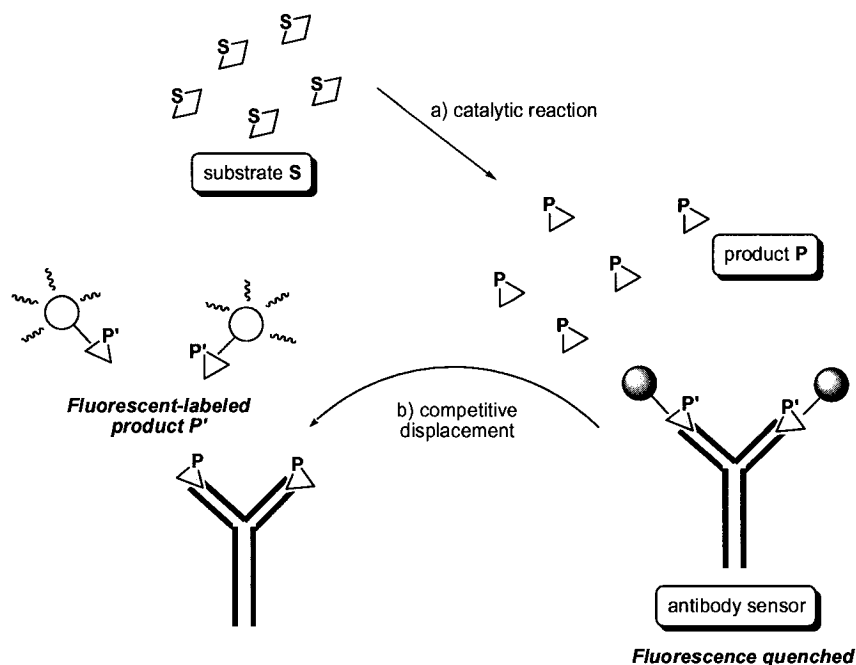 S
S
S
S
S
a) catalytic reaction
substrate S
P
P
product P
P
P
P
P'
P'
Fluorescent-labeled
product P'
b) competitive
displacement
P'
P'
P
P
antibody sensor
Fluorescence quenched